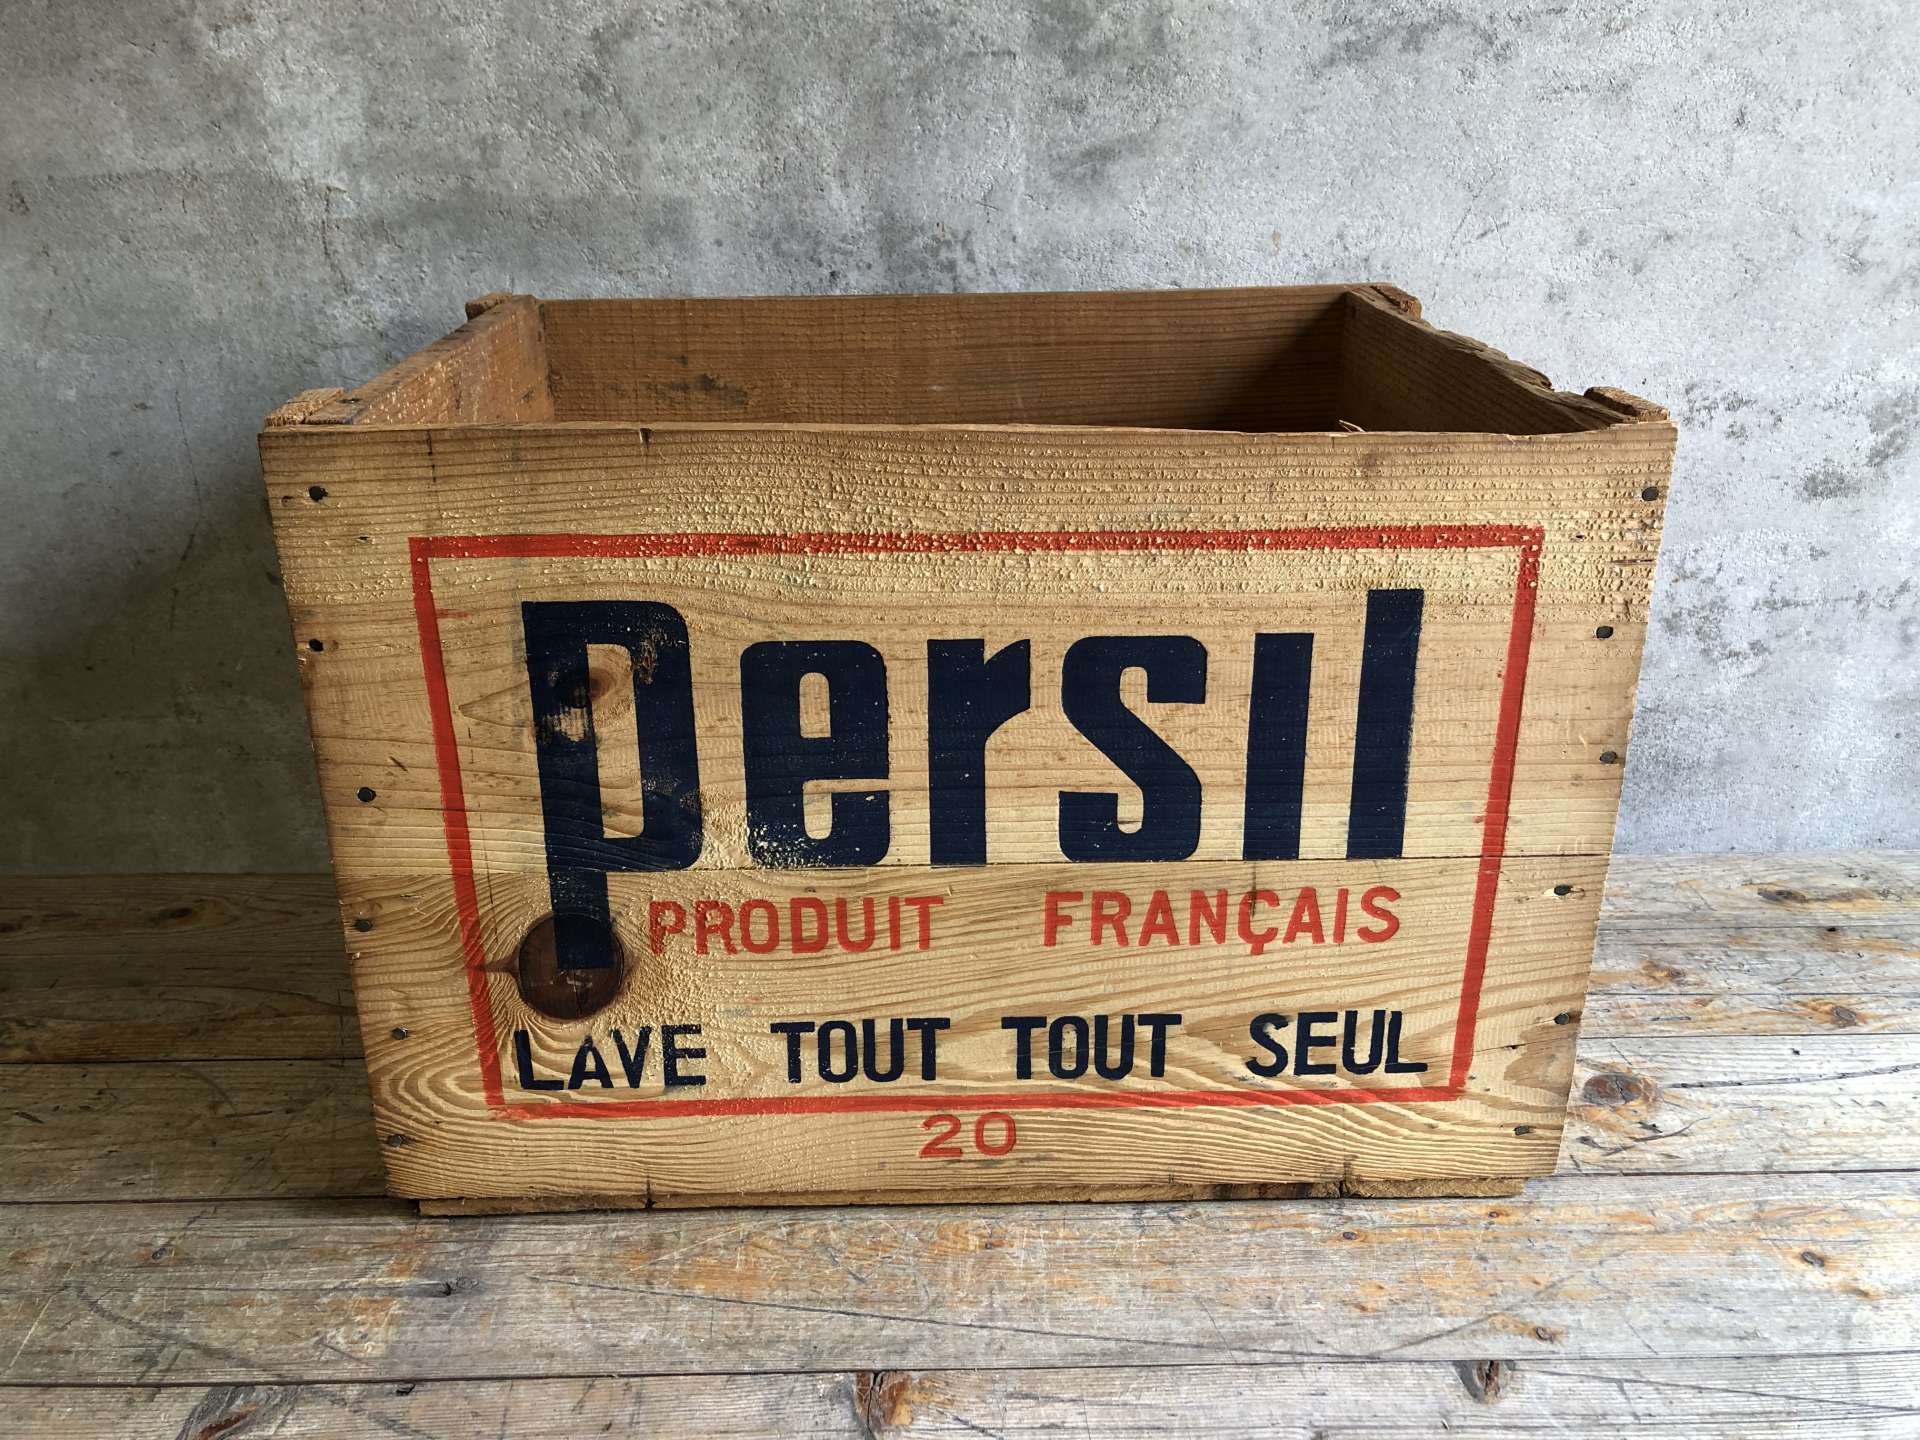 Persil
PRODUIT FRANÇAIS
LAVE TOUT TOUT SEUL
20